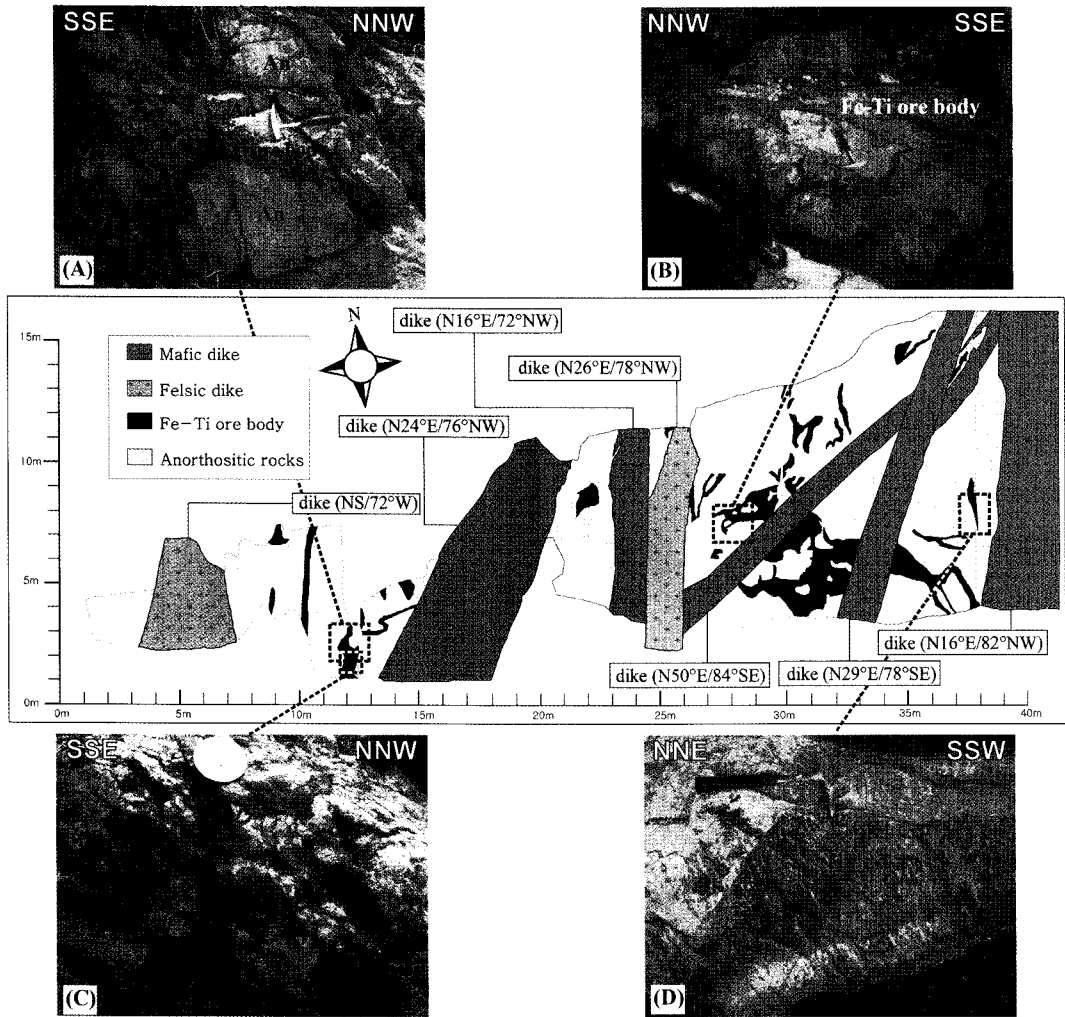 SSE NNW
An
An
(A)
NNW SSE
Fe-Ti ore body
(B)
N
15m
10m
5m
0m
Mafic dike
Felsic dike
Fe−Ti ore body
Anorthositic rocks
dike (N16°E/72°NW)
dike (N26°E/78°NW)
dike (N24°E/76°NW)
dike (NS/72°W)
dike (N16°E/82°NW)
dike (N50°E/84°SE)
dike (N29°E/78°SE)
0m 5m 10m 15m 20m 25m 30m 35m 40m
SSE NNW
(C)
NNE SSW
(D)